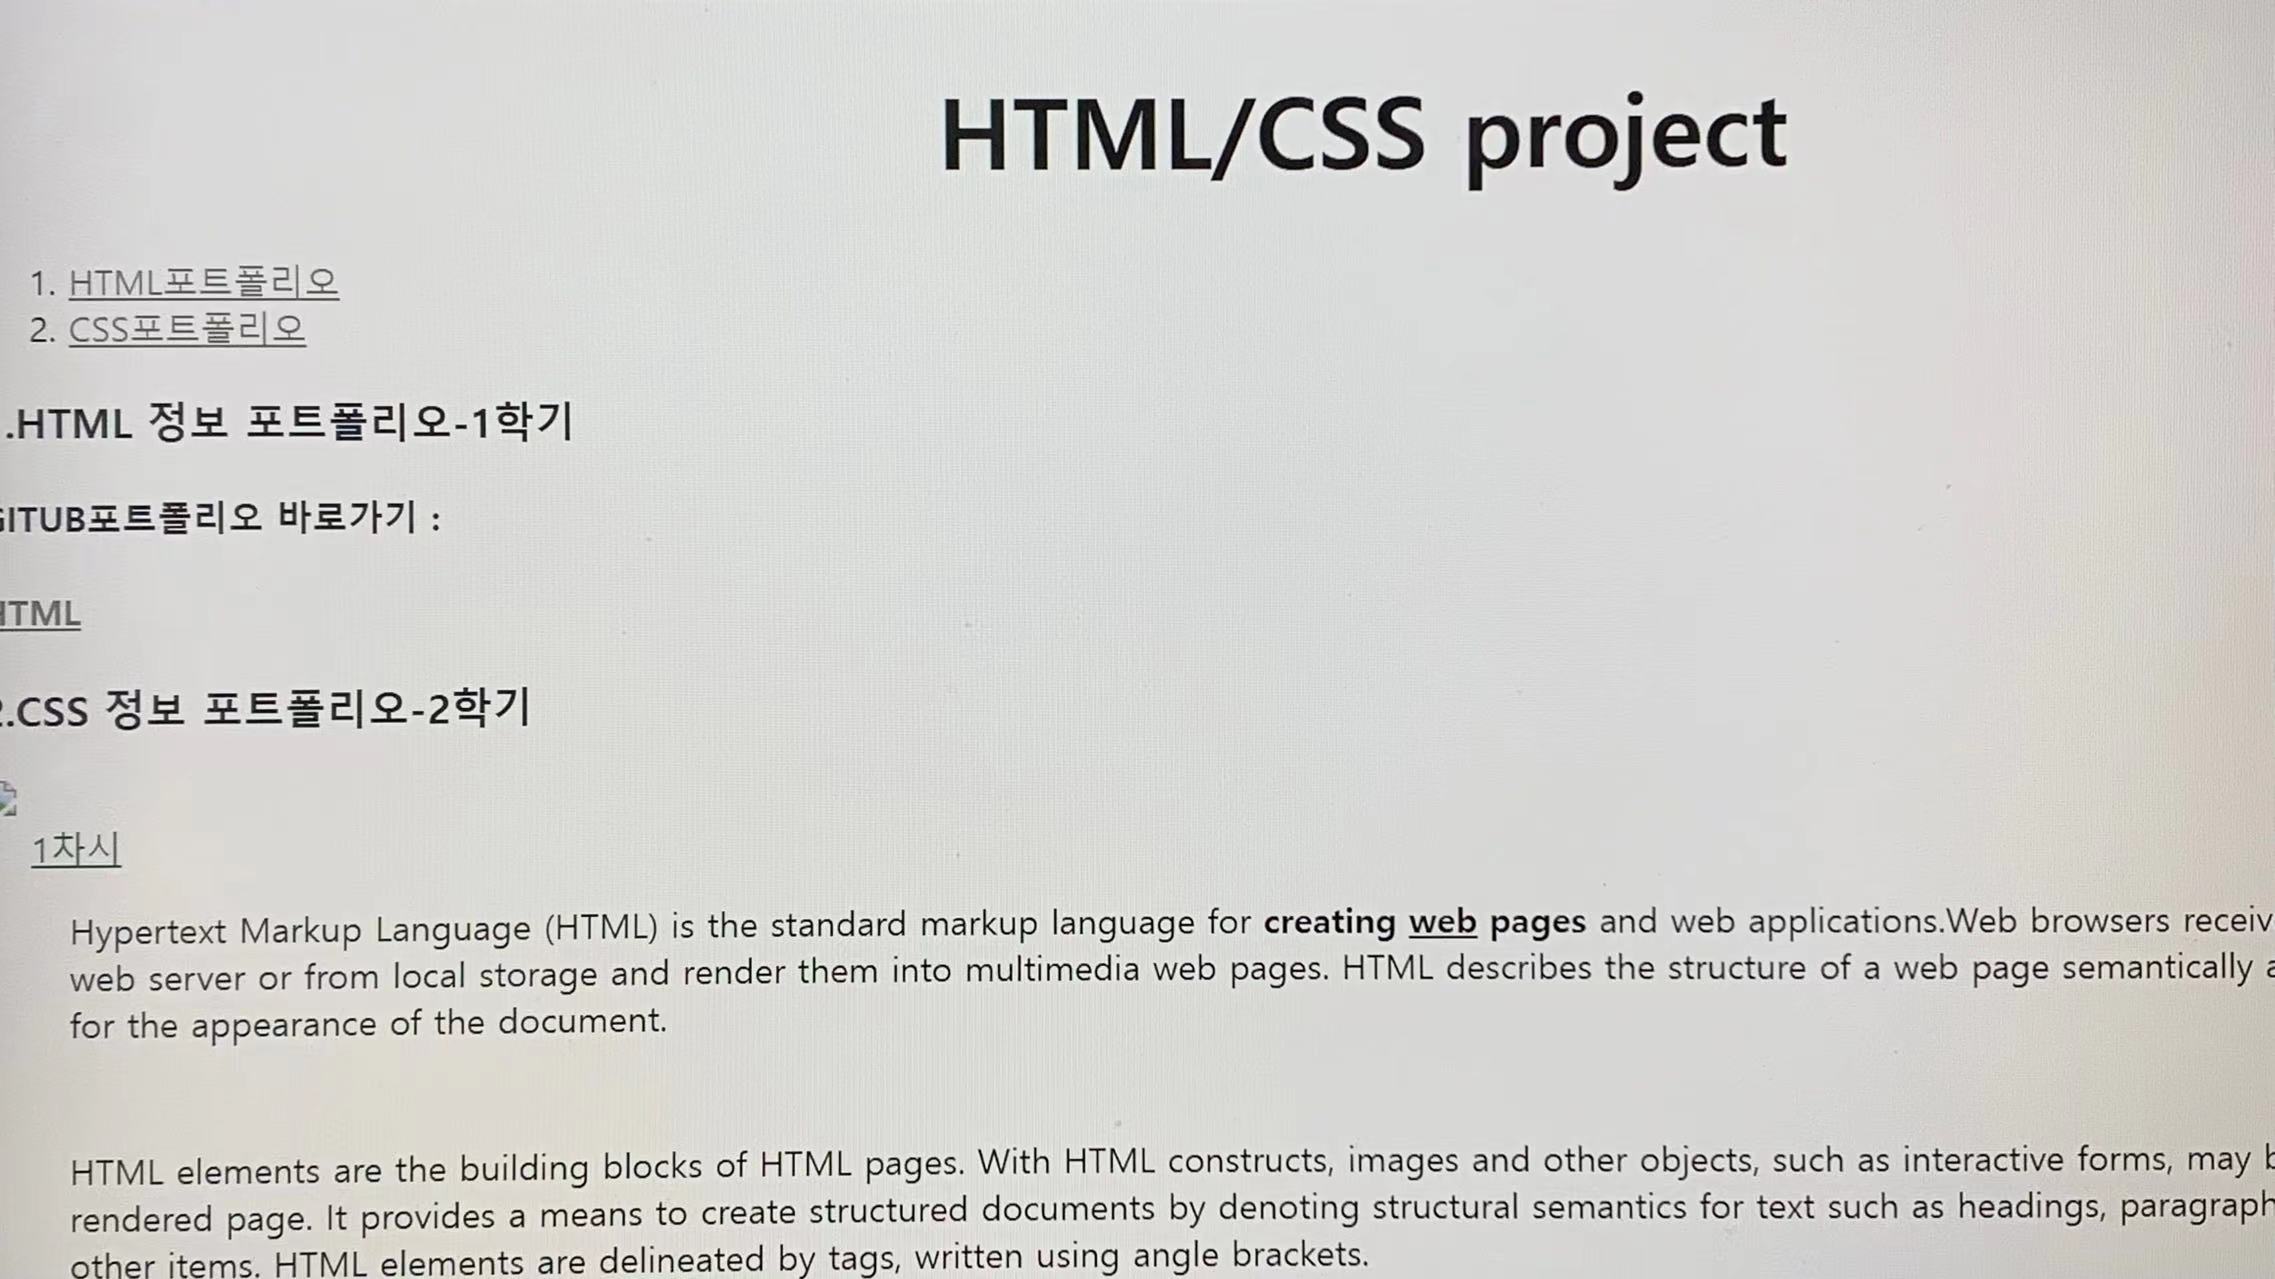 HTML/CSS project
1. HTML포트폴리오
2. CSS포트폴리오
.HTML 정보 포트폴리오-1학기
GITUB포트폴리오 바로가기 :
HTML
2.CSS 정보 포트폴리오-2학기
1차시
Hypertext Markup Language (HTML) is the standard markup language for creating web pages and web applications.Web browsers receiv
web server or from local storage and render them into multimedia web pages. HTML describes the structure of a web page semantically a
for the appearance of the document.
HTML elements are the building blocks of HTML pages. With HTML constructs, images and other objects, such as interactive forms, may b
rendered page. It provides a means to create structured documents by denoting structural semantics for text such as headings, paragraph
other items. HTML elements are delineated by tags, written using angle brackets.